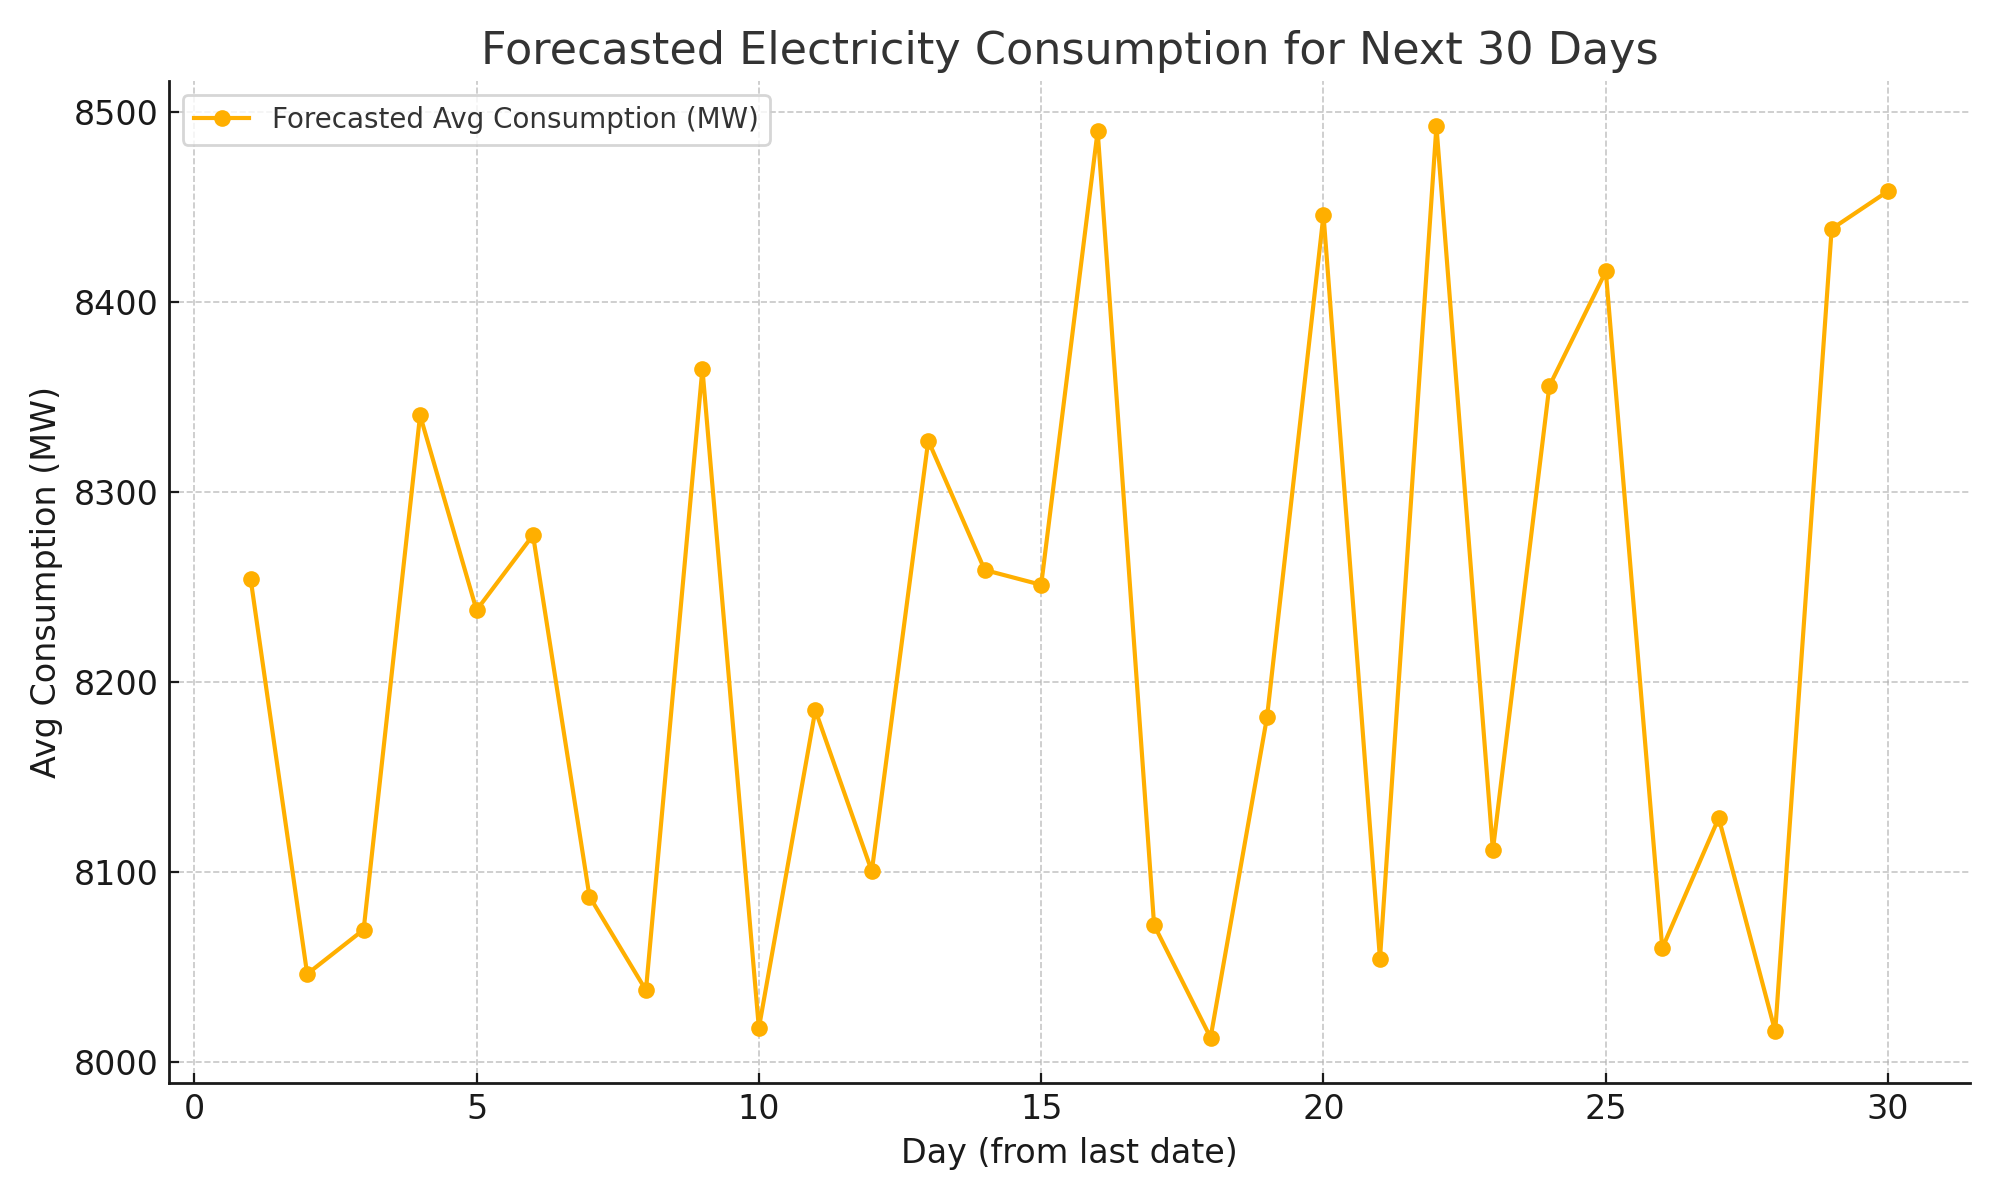 Forecasted Electricity Consumption for Next 30 Days
Forecasted Avg Consumption (MW)
Avg Consumption (MW)
8500
8400
8300
8200
8100
8000
0 5 10 15 20 25 30
Day (from last date)